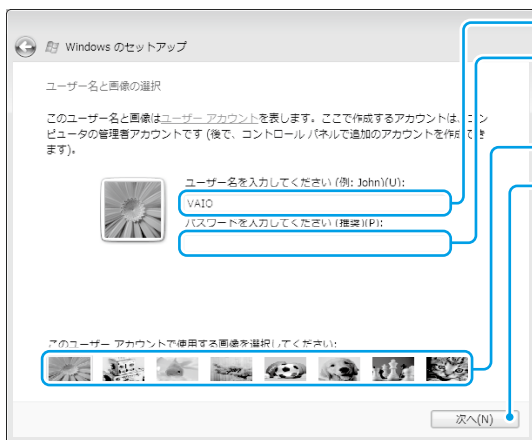 Windows のセットアップ
ユーザー名と画像の選択
このユーザー名と画像はユーザー アカウントを表します。ここで作成するアカウントは、コン
ピュータの管理者アカウントです (後で、コントロール パネルで追加のアカウントを作成でき
ます)。
ユーザー名を入力してください (例: John)(U):
VAIO
パスワードを入力してください (推奨)(P):
このユーザー アカウントで使用する画像を選択してください:
次へ(N)